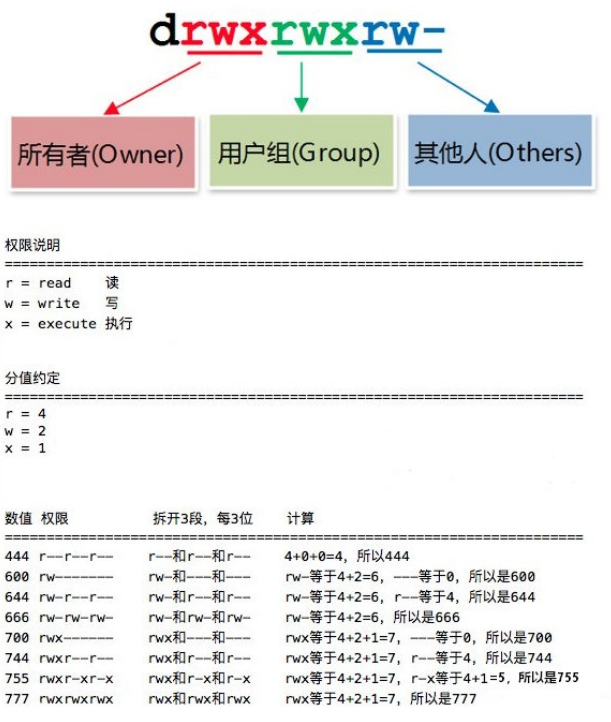 drwxrwxrw-
所有者(Owner) 用户组(Group) 其他人(Others)
权限说明
=====================================================================
r = read 读
w = write 写
x = execute 执行
分值约定
=====================================================================
r = 4
w = 2
x = 1
数值 权限 拆开3段，每3位 计算
=====================================================================
444 r--r--r-- r--和r--和r-- 4+0+0=4，所以444
600 rw------- rw-和---和--- rw-等于4+2=6，---等于0，所以是600
644 rw-r--r-- rw-和r--和r-- rw-等于4+2=6，r--等于4，所以是644
666 rw-rw-rw- rw-和rw-和rw- rw-等于4+2=6，所以是666
700 rwx------ rwx和---和--- rwx等于4+2+1=7，---等于0，所以是700
744 rwxr--r-- rwx和r--和r-- rwx等于4+2+1=7，r--等于4，所以是744
755 rwxr-xr-x rwx和r-x和r-x rwx等于4+2+1=7，r-x等于4+1=5，所以是755
777 rwxrwxrwx rwx和rwx和rwx rwx等于4+2+1=7，所以是777